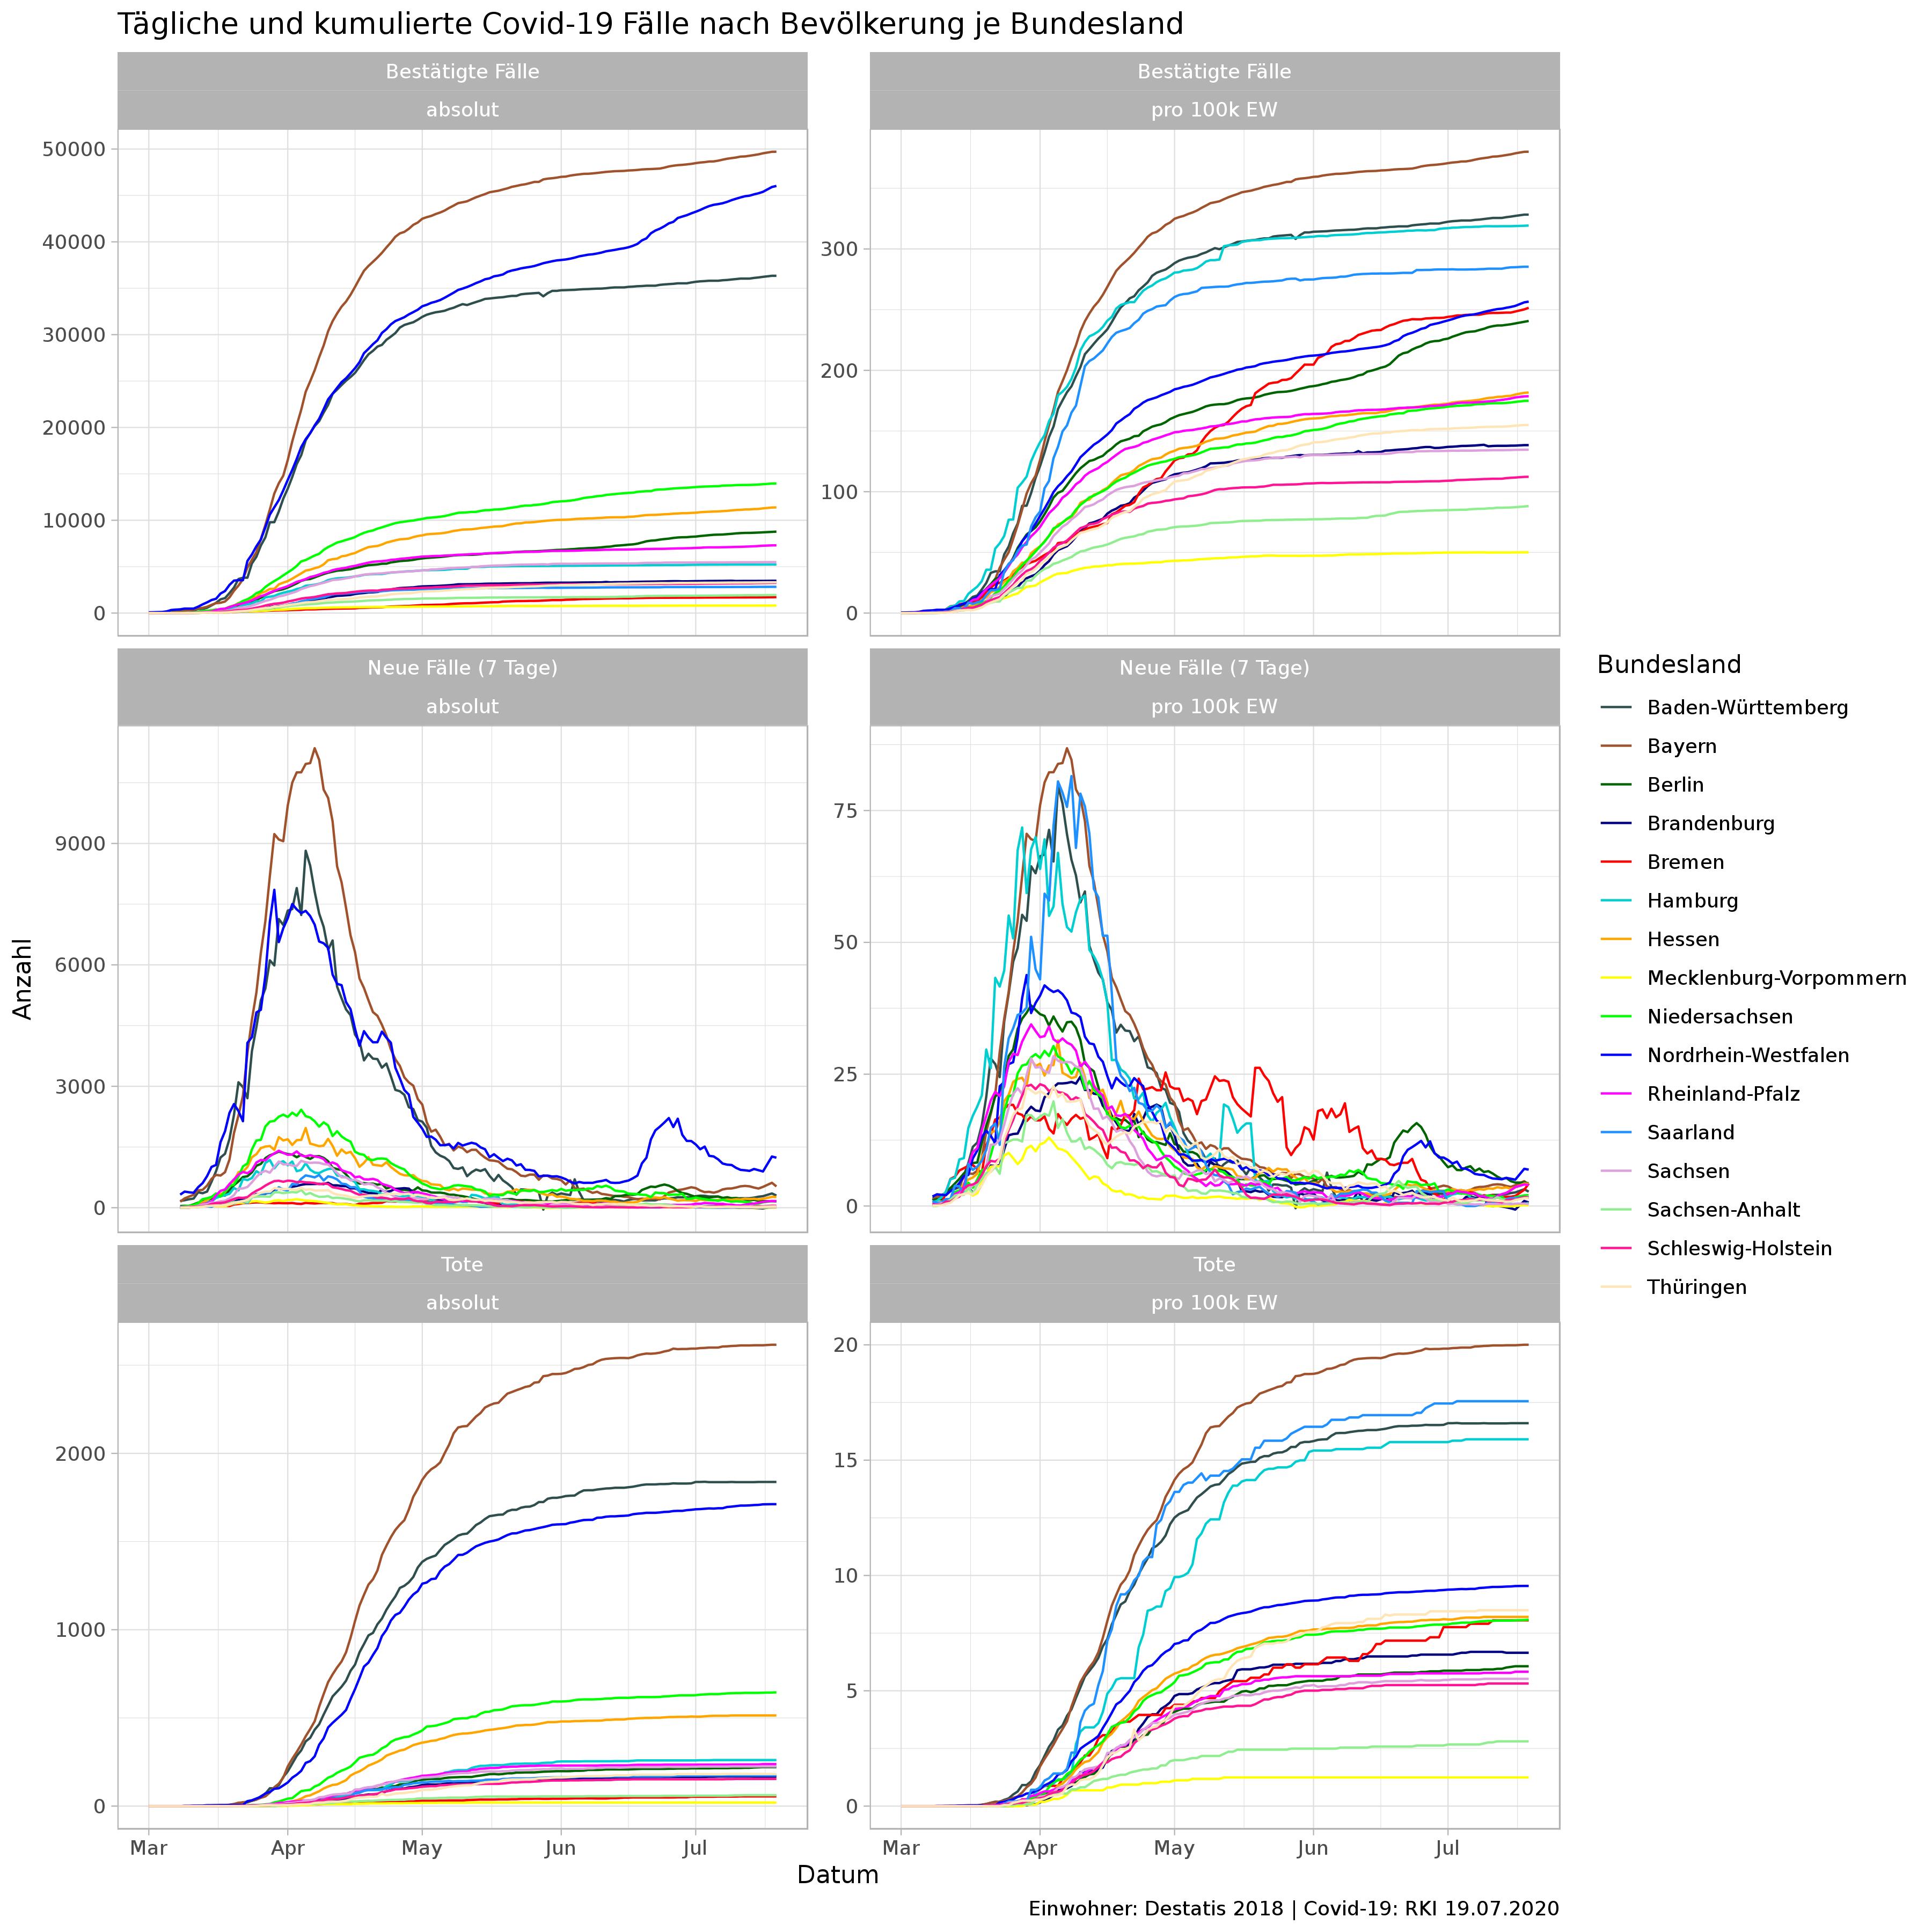 Tägliche und kumulierte Covid-19 Fälle nach Bevölkerung je Bundesland
Bestätigte Fälle
absolut
50000
40000
30000
20000
10000
0
Bestätigte Fälle
pro 100k EW
300
200
100
0
Neue Fälle (7 Tage)
absolut
9000
6000
3000
0
Neue Fälle (7 Tage)
pro 100k EW
75
50
25
0
Tote
absolut
2000
1000
0
Mar Apr May Jun Jul
Tote
pro 100k EW
20
15
10
5
0
Mar Apr May Jun Jul
Anzahl
Datum
Bundesland
Baden-Württemberg
Bayern
Berlin
Brandenburg
Bremen
Hamburg
Hessen
Mecklenburg-Vorpommern
Niedersachsen
Nordrhein-Westfalen
Rheinland-Pfalz
Saarland
Sachsen
Sachsen-Anhalt
Schleswig-Holstein
Thüringen
Einwohner: Destatis 2018 | Covid-19: RKI 19.07.2020